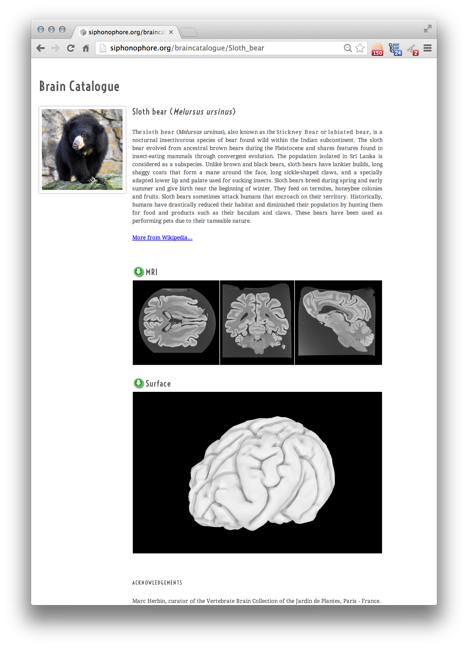 siphonophore.org/brainca
siphonophore.org/braincatalogue/Sloth_bear
150
24
2
Brain Catalogue
Sloth bear (Melursus ursinus)
The sloth bear (Melursus ursinus), also known as the Stickney Bear or labiated bear, is a
nocturnal insectivorous species of bear found wild within the Indian subcontinent. The sloth
bear evolved from ancestral brown bears during the Pleistocene and shares features found in
insect-eating mammals through convergent evolution. The population isolated in Sri Lanka is
considered as a subspecies. Unlike brown and black bears, sloth bears have lankier builds, long
shaggy coats that form a mane around the face, long sickle-shaped claws, and a specially
adapted lower lip and palate used for sucking insects. Sloth bears breed during spring and early
summer and give birth near the beginning of winter. They feed on termites, honeybee colonies
and fruits. Sloth bears sometimes attack humans that encroach on their territory. Historically,
humans have drastically reduced their habitat and diminished their population by hunting them
for food and products such as their baculum and claws. These bears have been used as
performing pets due to their tameable nature.
More from Wikipedia...
MRI
Surface
ACKNOWLEDGEMENTS
Marc Herbin, curator of the Vertebrate Brain Collection of the Jardin de Plantes, Paris - France.